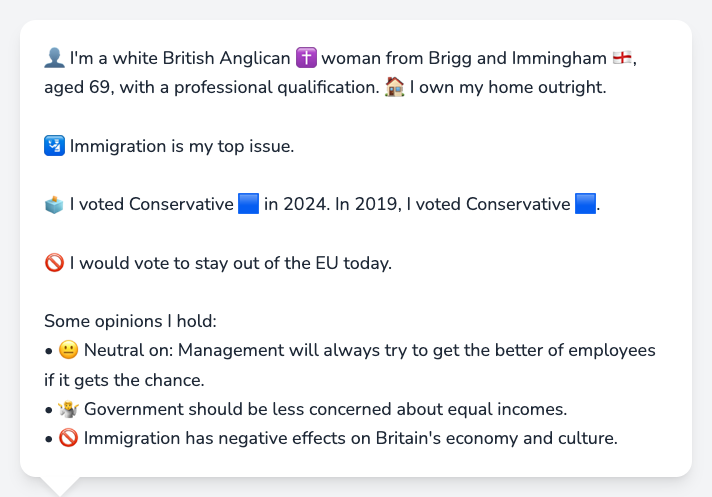 👤 I'm a white British Anglican ✝️ woman from Brigg and Immingham 🏴󠁧󠁢󠁥󠁮󠁧󠁿,
aged 69, with a professional qualification. 🏠 I own my home outright.
🛂 Immigration is my top issue.
🗳️ I voted Conservative 🟦 in 2024. In 2019, I voted Conservative 🟦.
🚫 I would vote to stay out of the EU today.
Some opinions I hold:
• 😐 Neutral on: Management will always try to get the better of employees
if it gets the chance.
• 🤷 Government should be less concerned about equal incomes.
• 🚫 Immigration has negative effects on Britain's economy and culture.